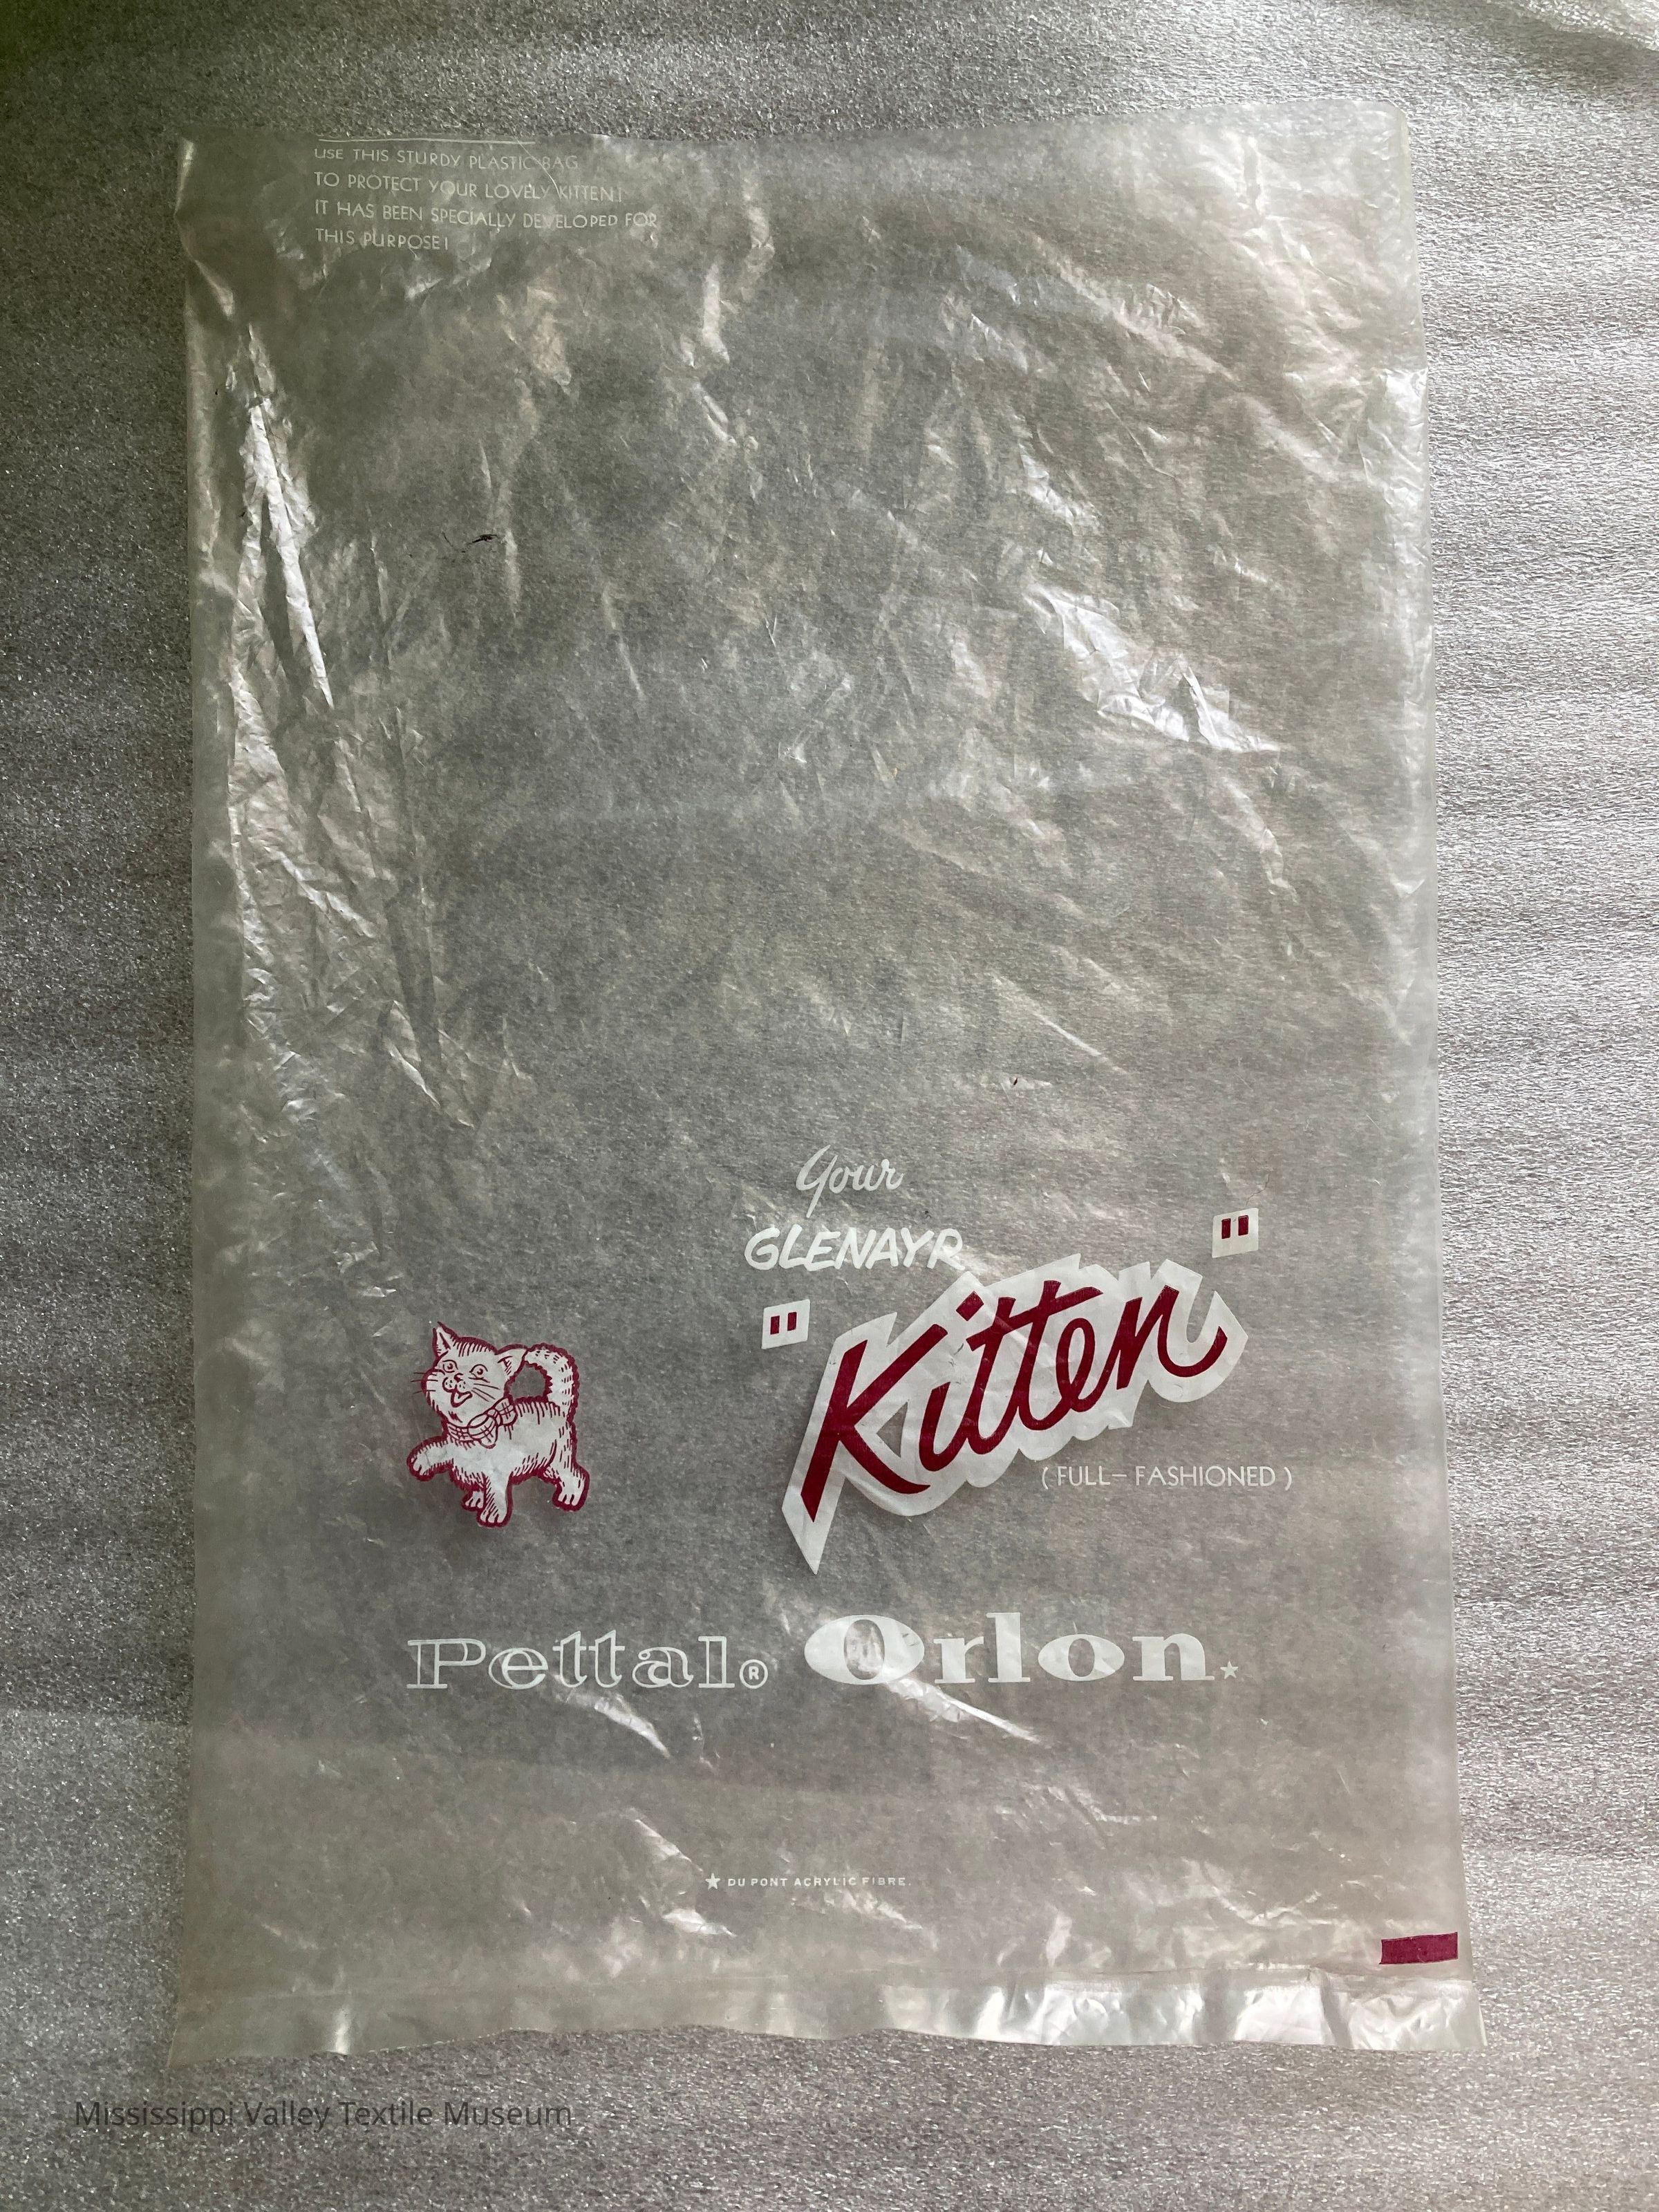 USE THIS STURDY PLASTIC BAG
TO PROTECT YOUR LOVELY KITTEN!
IT HAS BEEN SPECIALLY DEVELOPED FOR
THIS PURPOSE!
Your
GLENAYR
"Kitten"
(FULL-FASHIONED)
Pettal® Orlon.★
★ DU PONT ACRYLIC FIBRE.
Mississippi Valley Textile Museum